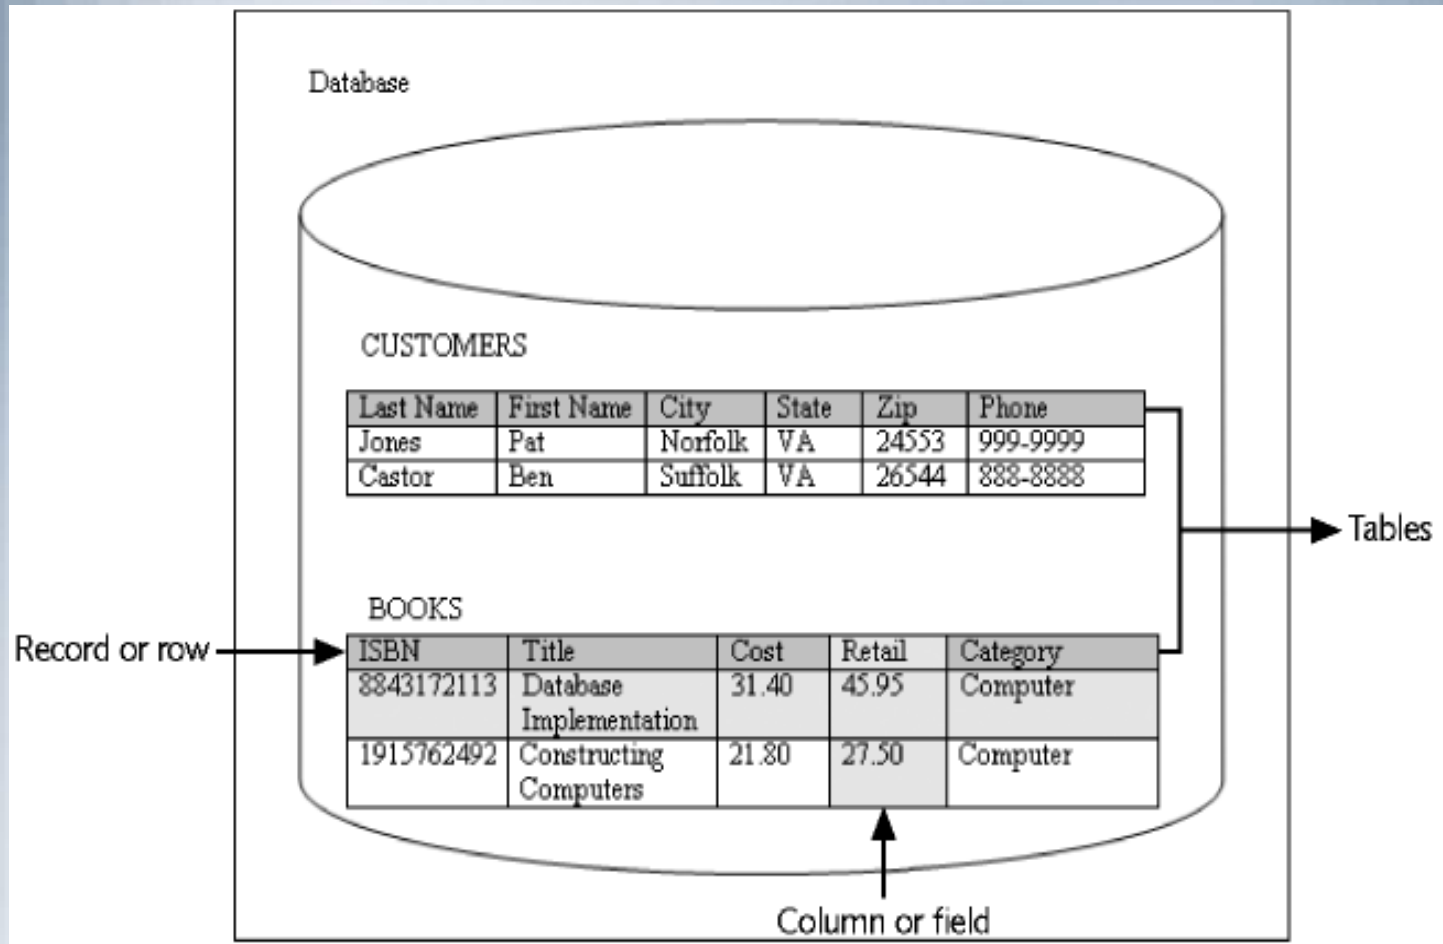 Database
CUSTOMERS
Last Name First Name City State Zip Phone
Jones Pat Norfolk VA 24553 999-9999
Castor Ben Suffolk VA 26544 888-8888
Tables
BOOKS
Record or row
ISBN Title Cost Retail Category
8843172113 Database Implementation 31.40 45.95 Computer
1915762492 Constructing Computers 21.80 27.50 Computer
Column or field